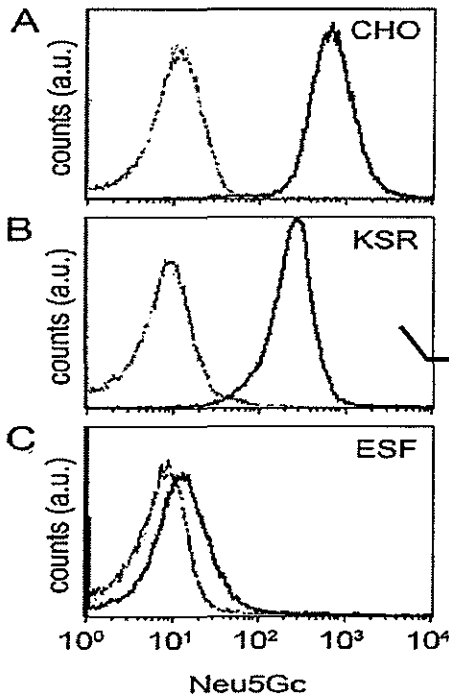 A
CHO
counts (a.u.)
B
KSR
counts (a.u.)
C
ESF
counts (a.u.)
10⁰ 10¹ 10² 10³ 10⁴
Neu5Gc